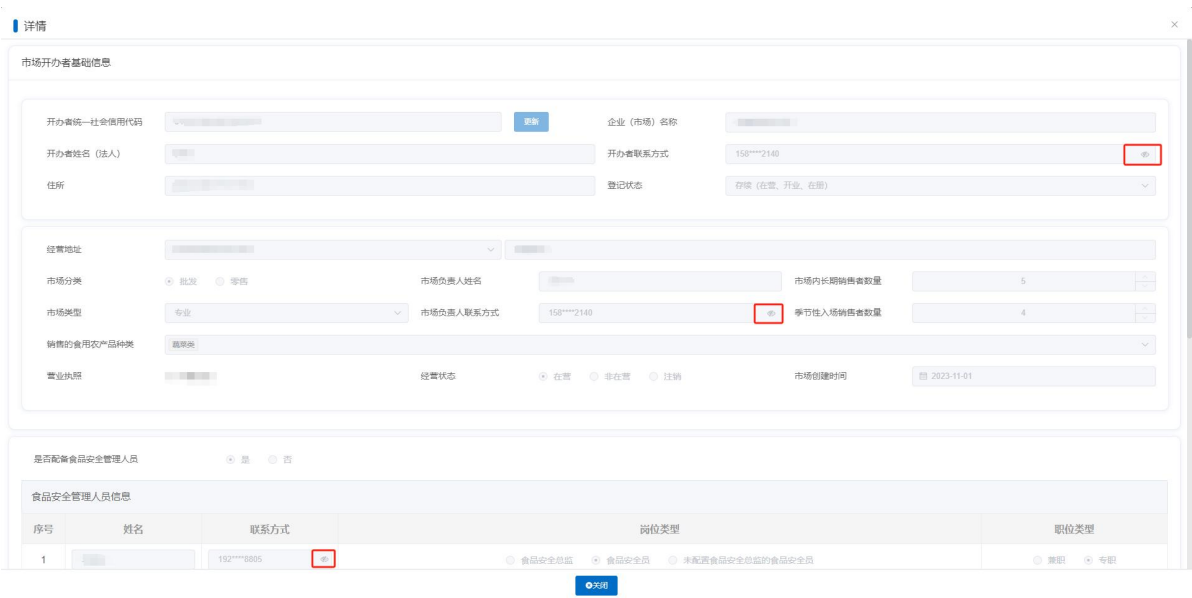 详情
市场开办者基础信息
开办者统一社会信用代码 更新 企业（市场）名称
开办者姓名（法人） 开办者联系方式 158****2140
住所 登记状态 存续（在营、开业、在册）
经营地址
市场分类 批发 零售 市场负责人姓名 市场内长期销售者数量 5
市场类型 专业 市场负责人联系方式 158****2140 季节性入场销售者数量 4
销售的食用农产品种类 蔬菜类
营业执照 经营状态 在营 非在营 注销 市场创建时间 2023-11-01
是否配备食品安全管理人员 是 否
食品安全管理人员信息
序号 姓名 联系方式 岗位类型 职位类型
1 192****8805 食品安全总监 食品安全员 未配置食品安全总监的食品安全员 兼职 专职
关闭